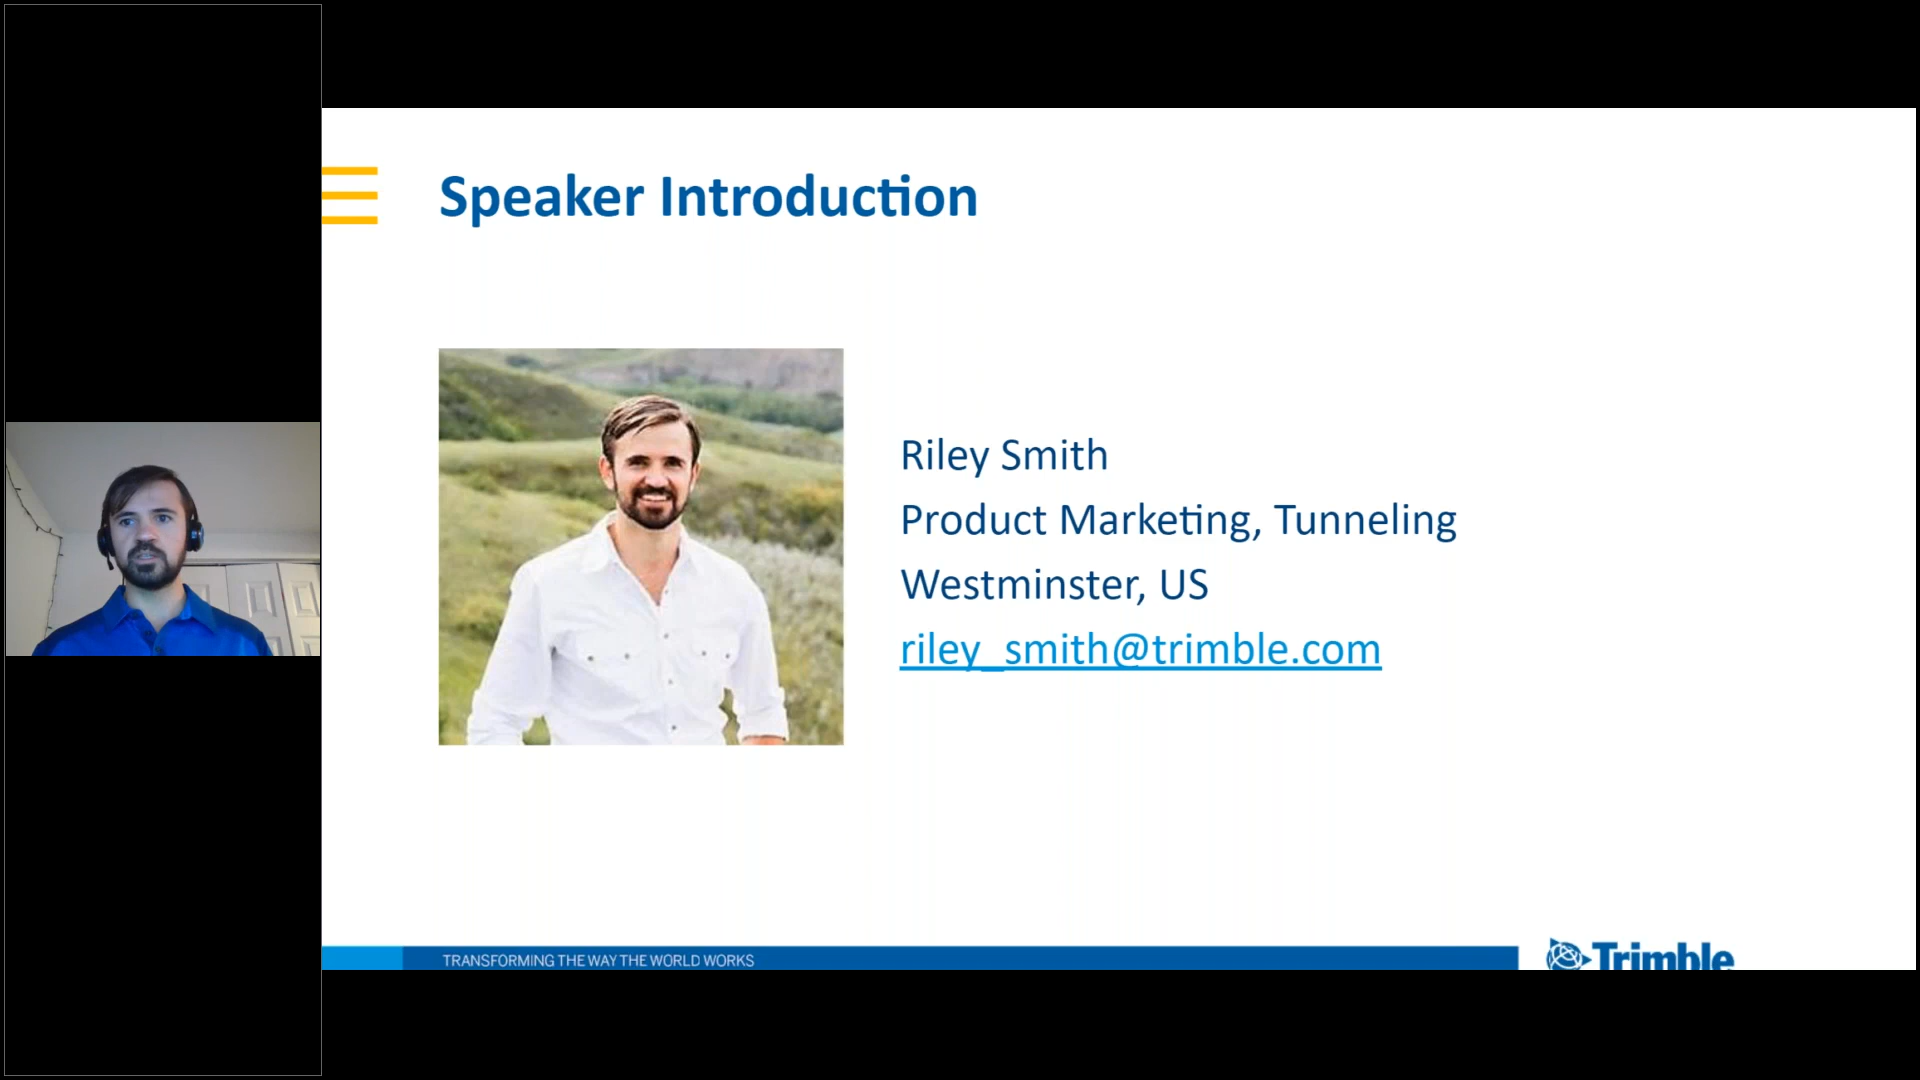 Speaker Introduction
Riley Smith
Product Marketing, Tunneling
Westminster, US
riley_smith@trimble.com
TRANSFORMING THE WAY THE WORLD WORKS
Trimble